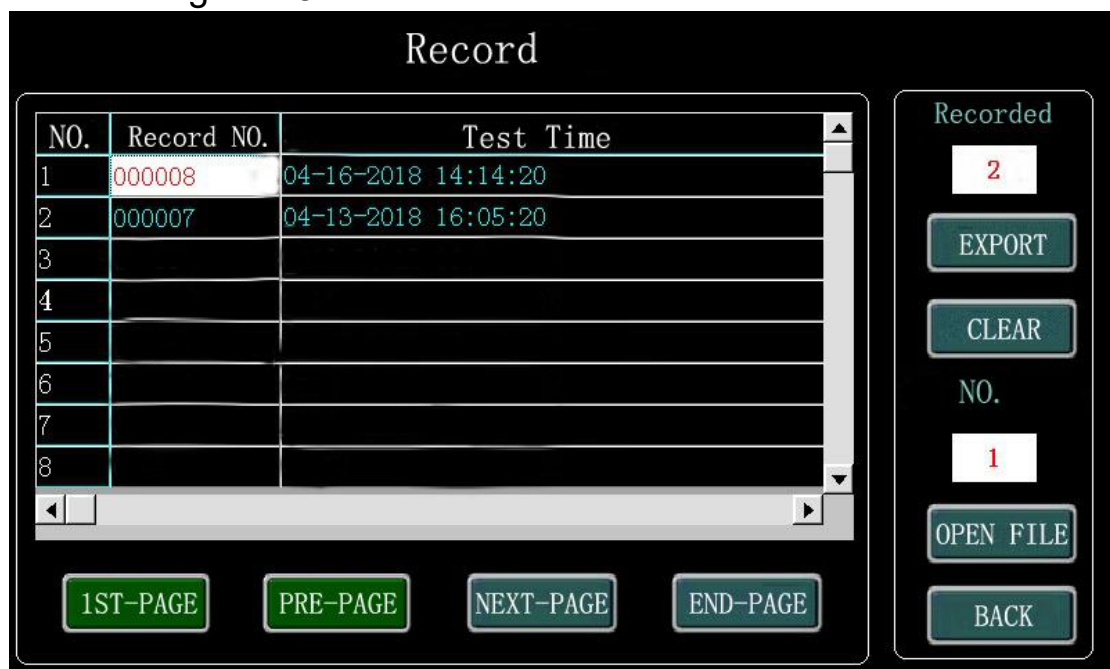 Record
NO. Record NO. Test Time
1 000008 04-16-2018 14:14:20
2 000007 04-13-2018 16:05:20
3
4
5
6
7
8
1ST-PAGE PRE-PAGE NEXT-PAGE END-PAGE
Recorded
2
EXPORT
CLEAR
NO.
1
OPEN FILE
BACK